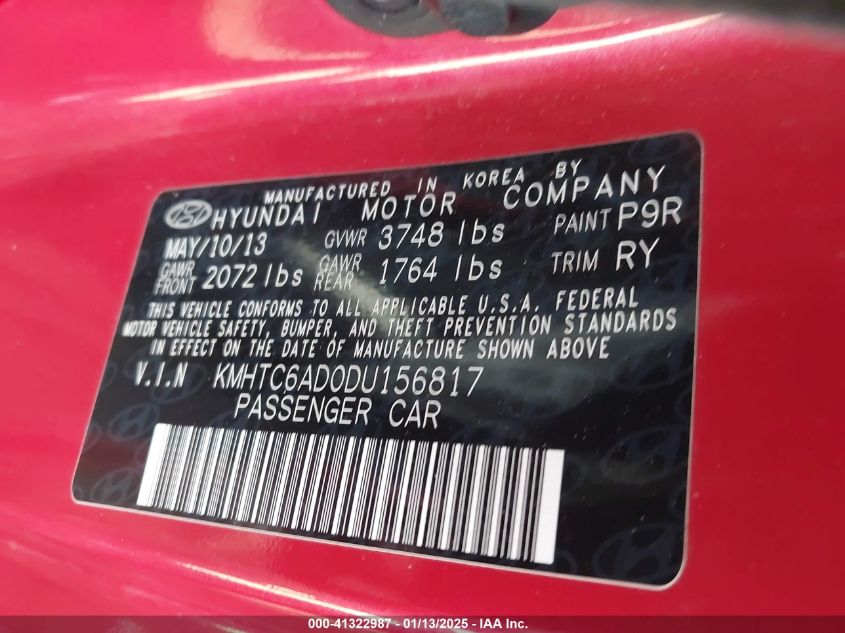 MANUFACTURED IN KOREA BY
HYUNDAI MOTOR COMPANY
MAY/10/13 GVWR 3748 lbs PAINT P9R
GAWR FRONT 2072 lbs GAWR REAR 1764 lbs TRIM RY
THIS VEHICLE CONFORMS TO ALL APPLICABLE U.S.A. FEDERAL
MOTOR VEHICLE SAFETY, BUMPER, AND THEFT PREVENTION STANDARDS
IN EFFECT ON THE DATE OF MANUFACTURE SHOWN ABOVE
V.I.N KMHTC6AD0DU156817
PASSENGER CAR
000-41322987 - 01/13/2025 - IAA Inc.